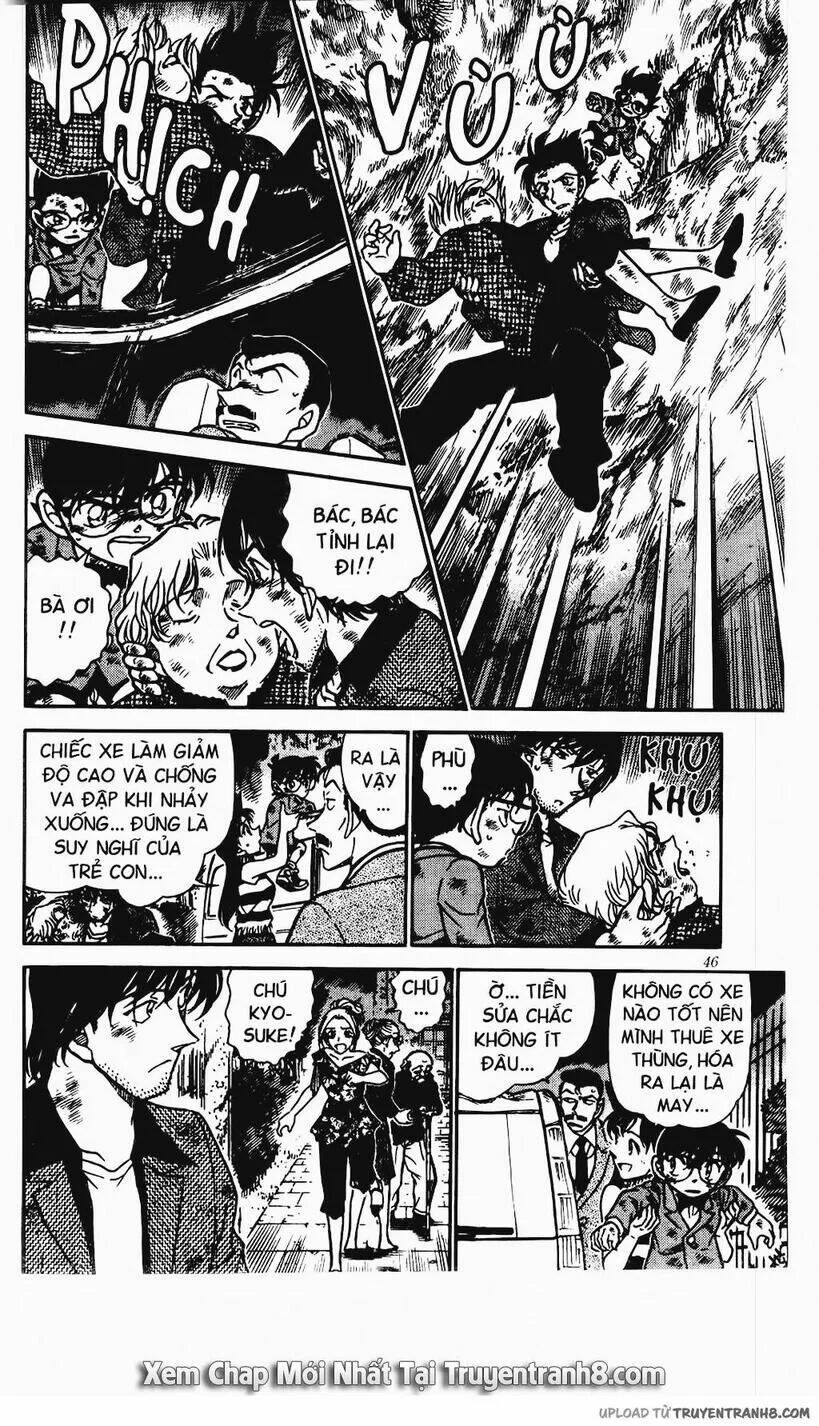 VÙ Ù
PHỊCH
BÁC, BÁC
TỈNH LẠI
ĐI!!
BÀ ƠI
!!
KHỤ
KHỤ
PHÙ
...
RA LÀ
VẬY
...
CHIẾC XE LÀM GIẢM
ĐỘ CAO VÀ CHỐNG
VA ĐẬP KHI NHẢY
XUỐNG... ĐÚNG LÀ
SUY NGHĨ CỦA
TRẺ CON...
46
KHÔNG CÓ XE
NÀO TỐT NÊN
MÌNH THUÊ XE
THÙNG, HÓA
RA LẠI LÀ
MAY...
Ờ... TIỀN
SỬA CHẮC
KHÔNG ÍT
ĐÂU...
CHÚ
...
CHÚ
KYO-
SUKE!
Xem Chap Mới Nhất Tại Truyentranh8.com
UPLOAD TỪ TRUYENTRANH8.COM